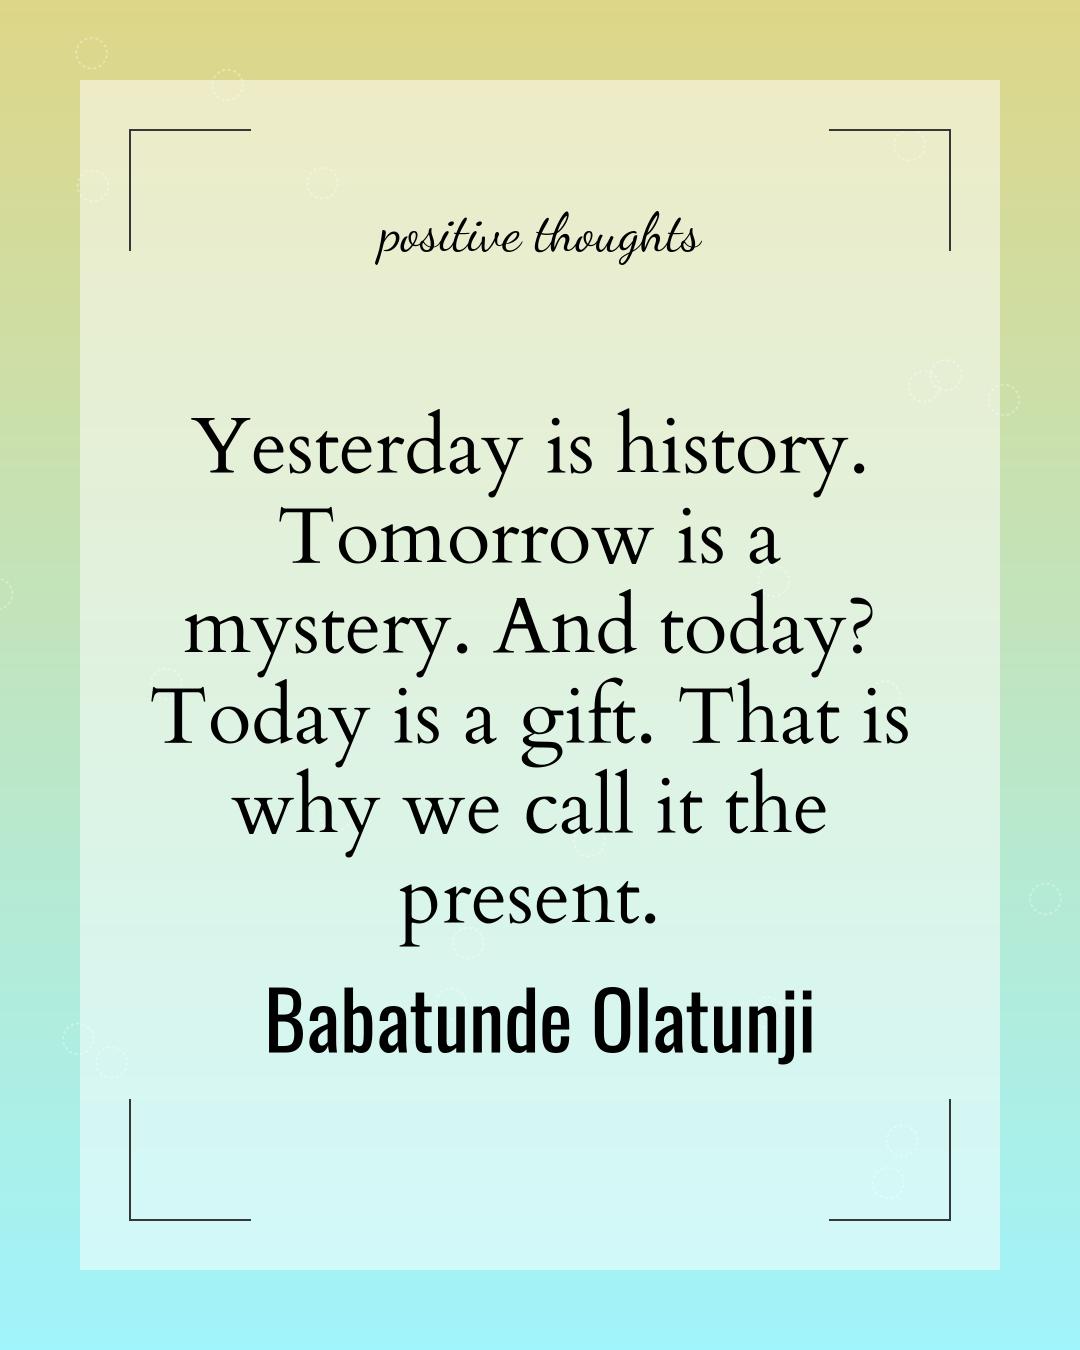 positive thoughts
Yesterday is history.
Tomorrow is a
mystery. And today?
Today is a gift. That is
why we call it the
present.
Babatunde Olatunji